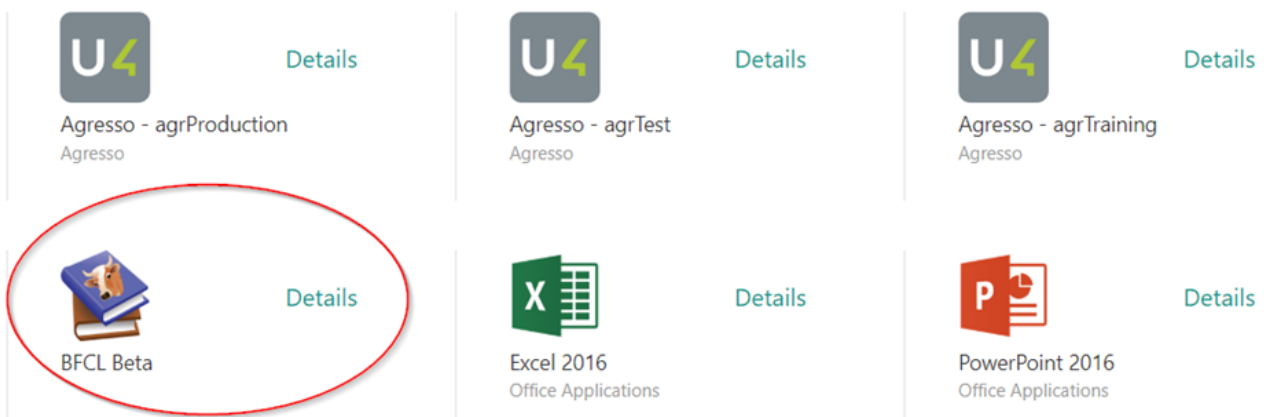 U4 Details U4 Details U4 Details
Agresso - agrProduction Agresso - agrTest Agresso - agrTraining
Agresso Agresso Agresso
Details X Details P Details
BFCL Beta Excel 2016 PowerPoint 2016
Office Applications Office Applications